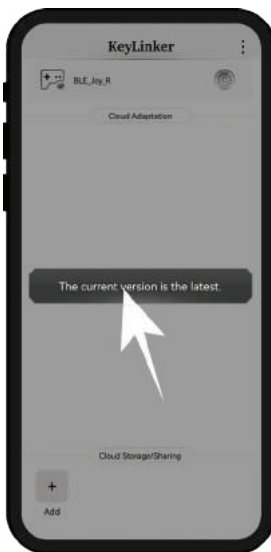 KeyLinker
BLE_Joy_R
Cloud Adaptation
The current version is the latest.
Cloud Storage/Sharing
+
Add